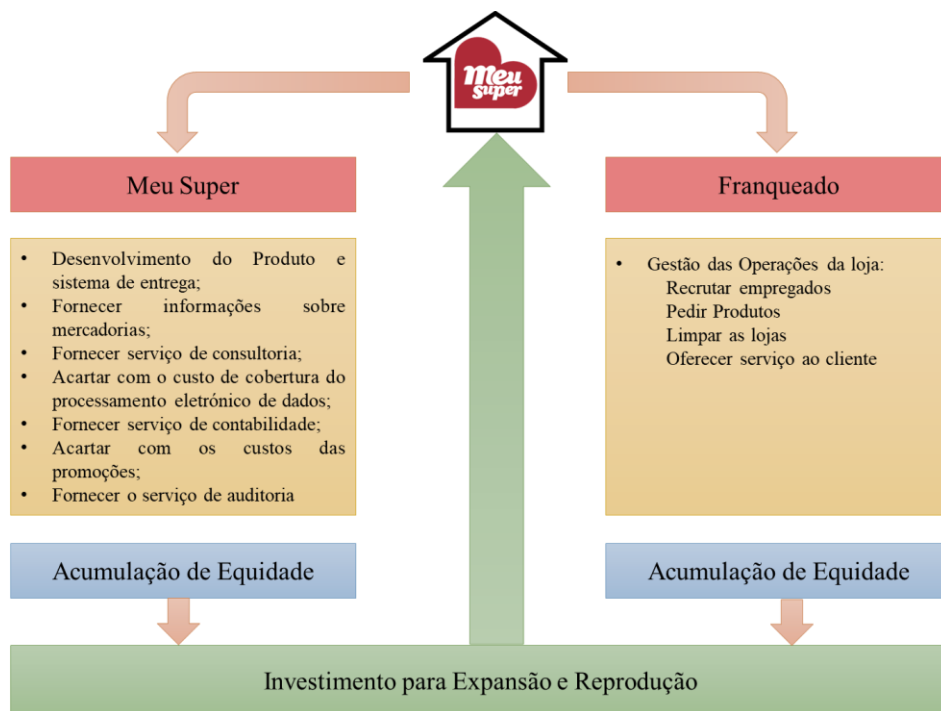 Meu
super
Meu Super
Franqueado
• Desenvolvimento do Produto e
sistema de entrega;
• Fornecer informações sobre
mercadorias;
• Fornecer serviço de consultoria;
• Acartar com o custo de cobertura do
processamento eletrónico de dados;
• Fornecer serviço de contabilidade;
• Acartar com os custos das
promoções;
• Fornecer o serviço de auditoria
• Gestão das Operações da loja:
Recrutar empregados
Pedir Produtos
Limpar as lojas
Oferecer serviço ao cliente
Acumulação de Equidade
Acumulação de Equidade
Investimento para Expansão e Reprodução